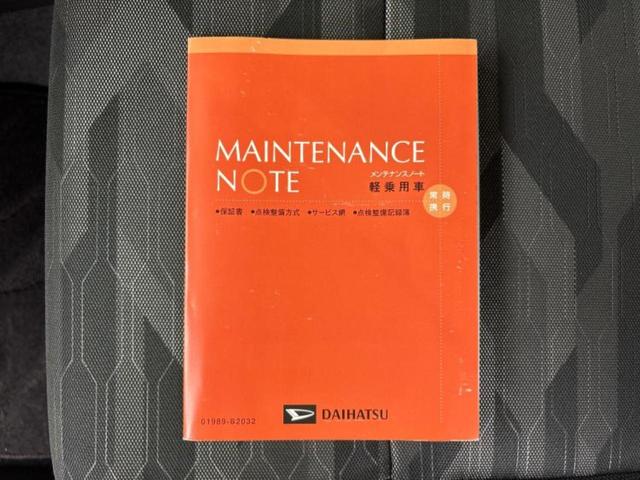 MAINTENANCE
NOTE
メンテナンスノート
軽乗用車
常時
携行
●保証書 ●点検整備方式 ●サービス網 ●点検整備記録簿
01989-B2032
DAIHATSU